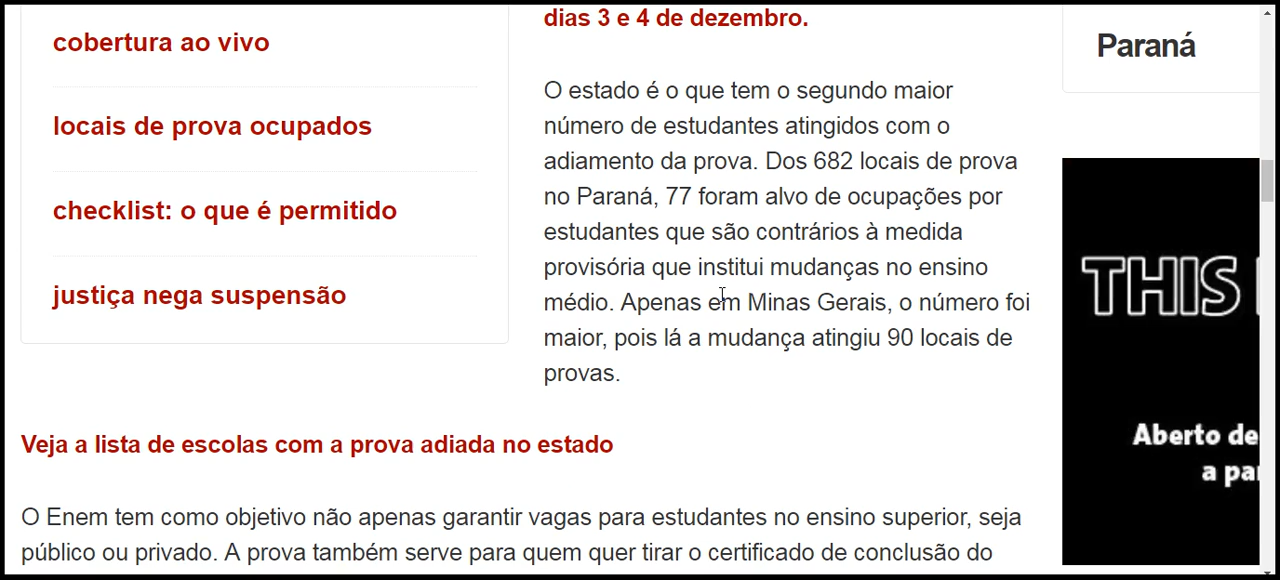 cobertura ao vivo
locais de prova ocupados
checklist: o que é permitido
justiça nega suspensão
dias 3 e 4 de dezembro.
O estado é o que tem o segundo maior
número de estudantes atingidos com o
adiamento da prova. Dos 682 locais de prova
no Paraná, 77 foram alvo de ocupações por
estudantes que são contrários à medida
provisória que institui mudanças no ensino
médio. Apenas em Minas Gerais, o número foi
maior, pois lá a mudança atingiu 90 locais de
provas.
Veja a lista de escolas com a prova adiada no estado
O Enem tem como objetivo não apenas garantir vagas para estudantes no ensino superior, seja
público ou privado. A prova também serve para quem quer tirar o certificado de conclusão do
Paraná
THIS
Aberto de
a par